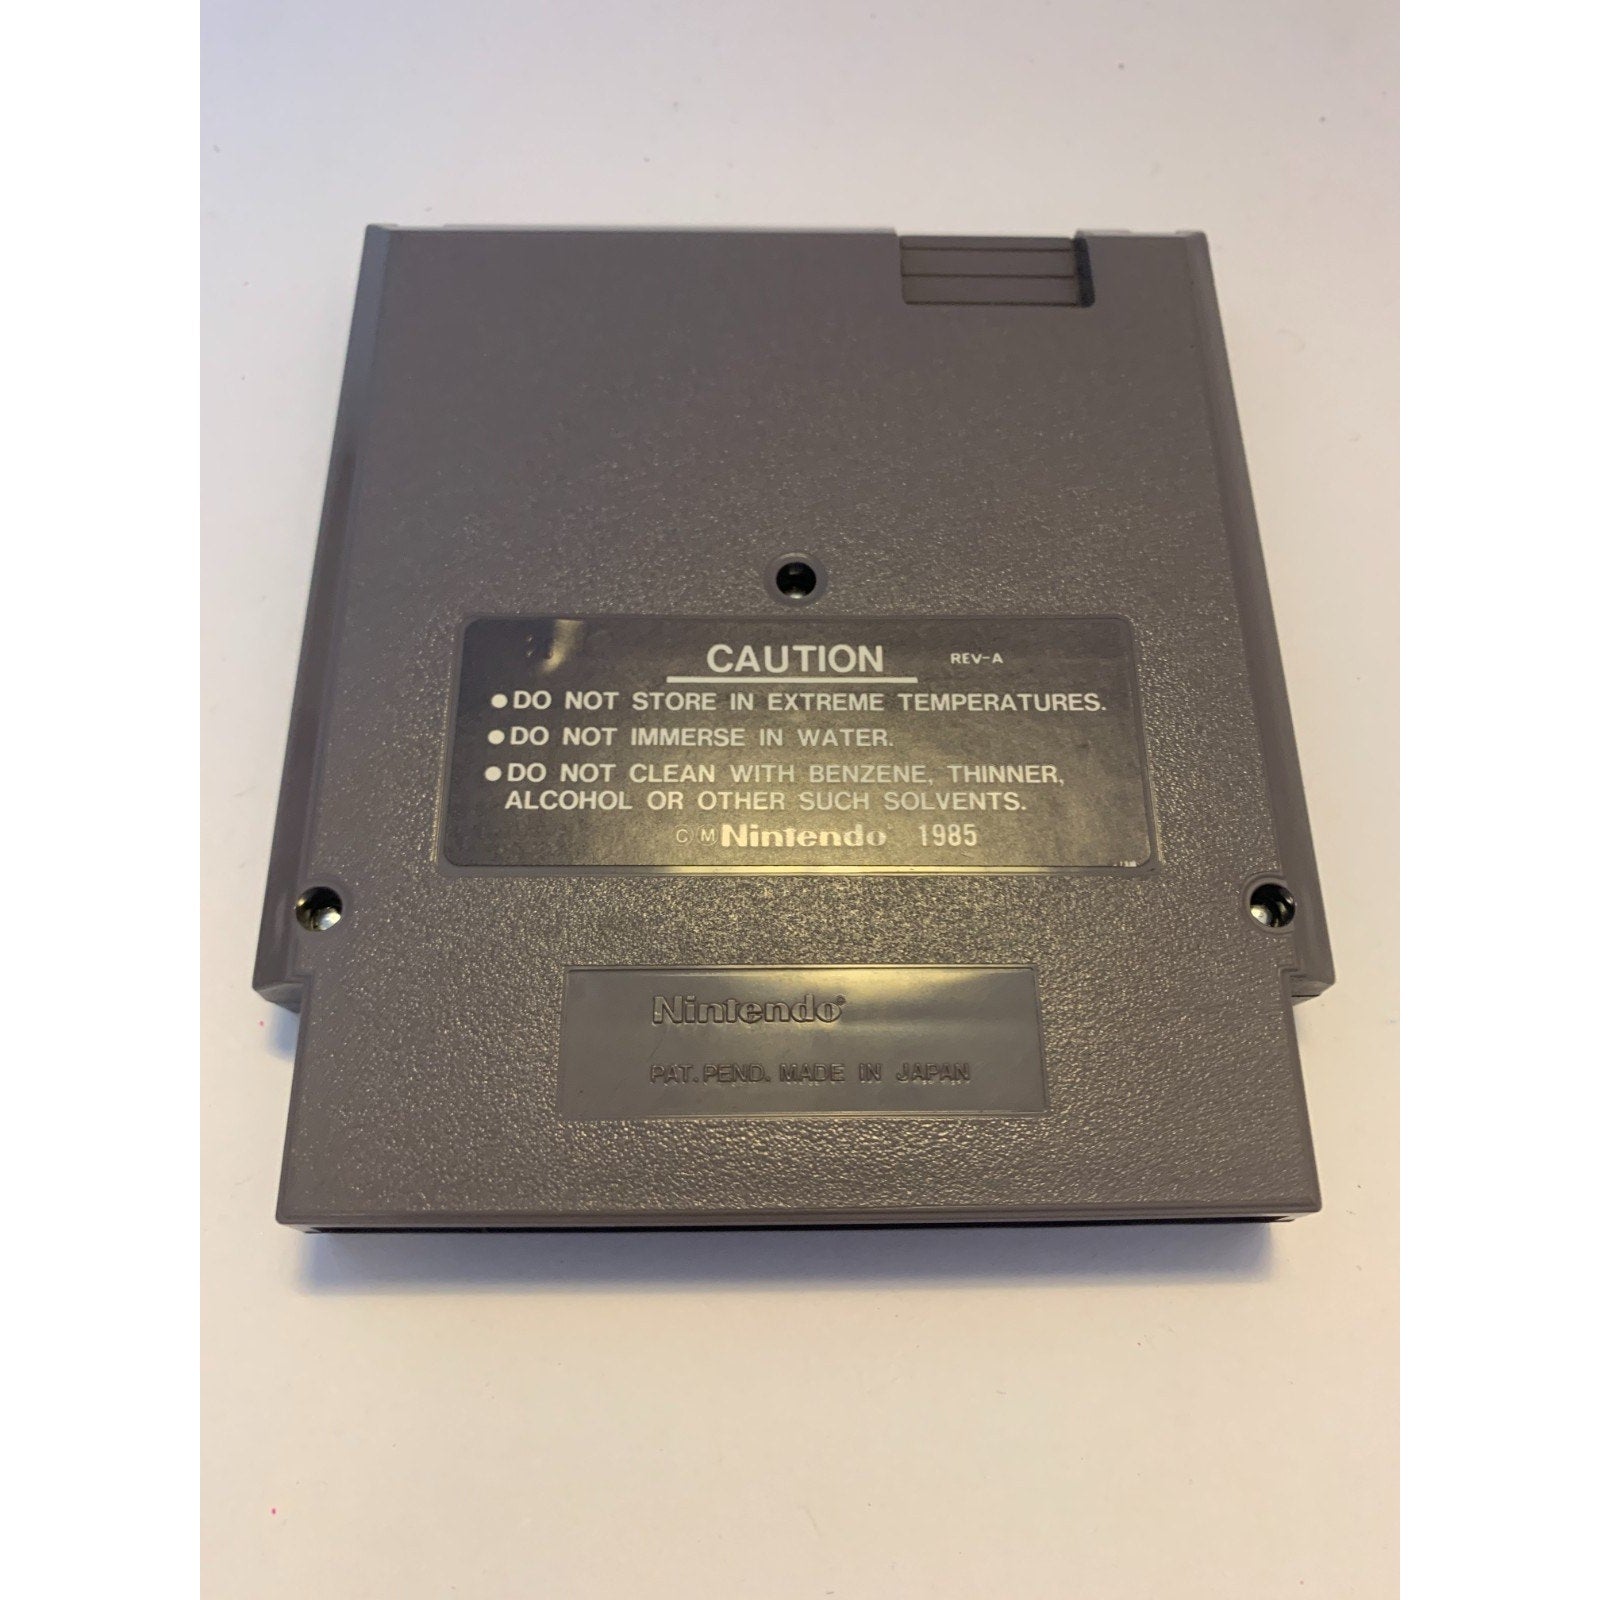 CAUTION REV-A
●DO NOT STORE IN EXTREME TEMPERATURES.
●DO NOT IMMERSE IN WATER.
●DO NOT CLEAN WITH BENZENE, THINNER,
ALCOHOL OR OTHER SUCH SOLVENTS.
C M Nintendo 1985
Nintendo®
PAT. PEND. MADE IN JAPAN